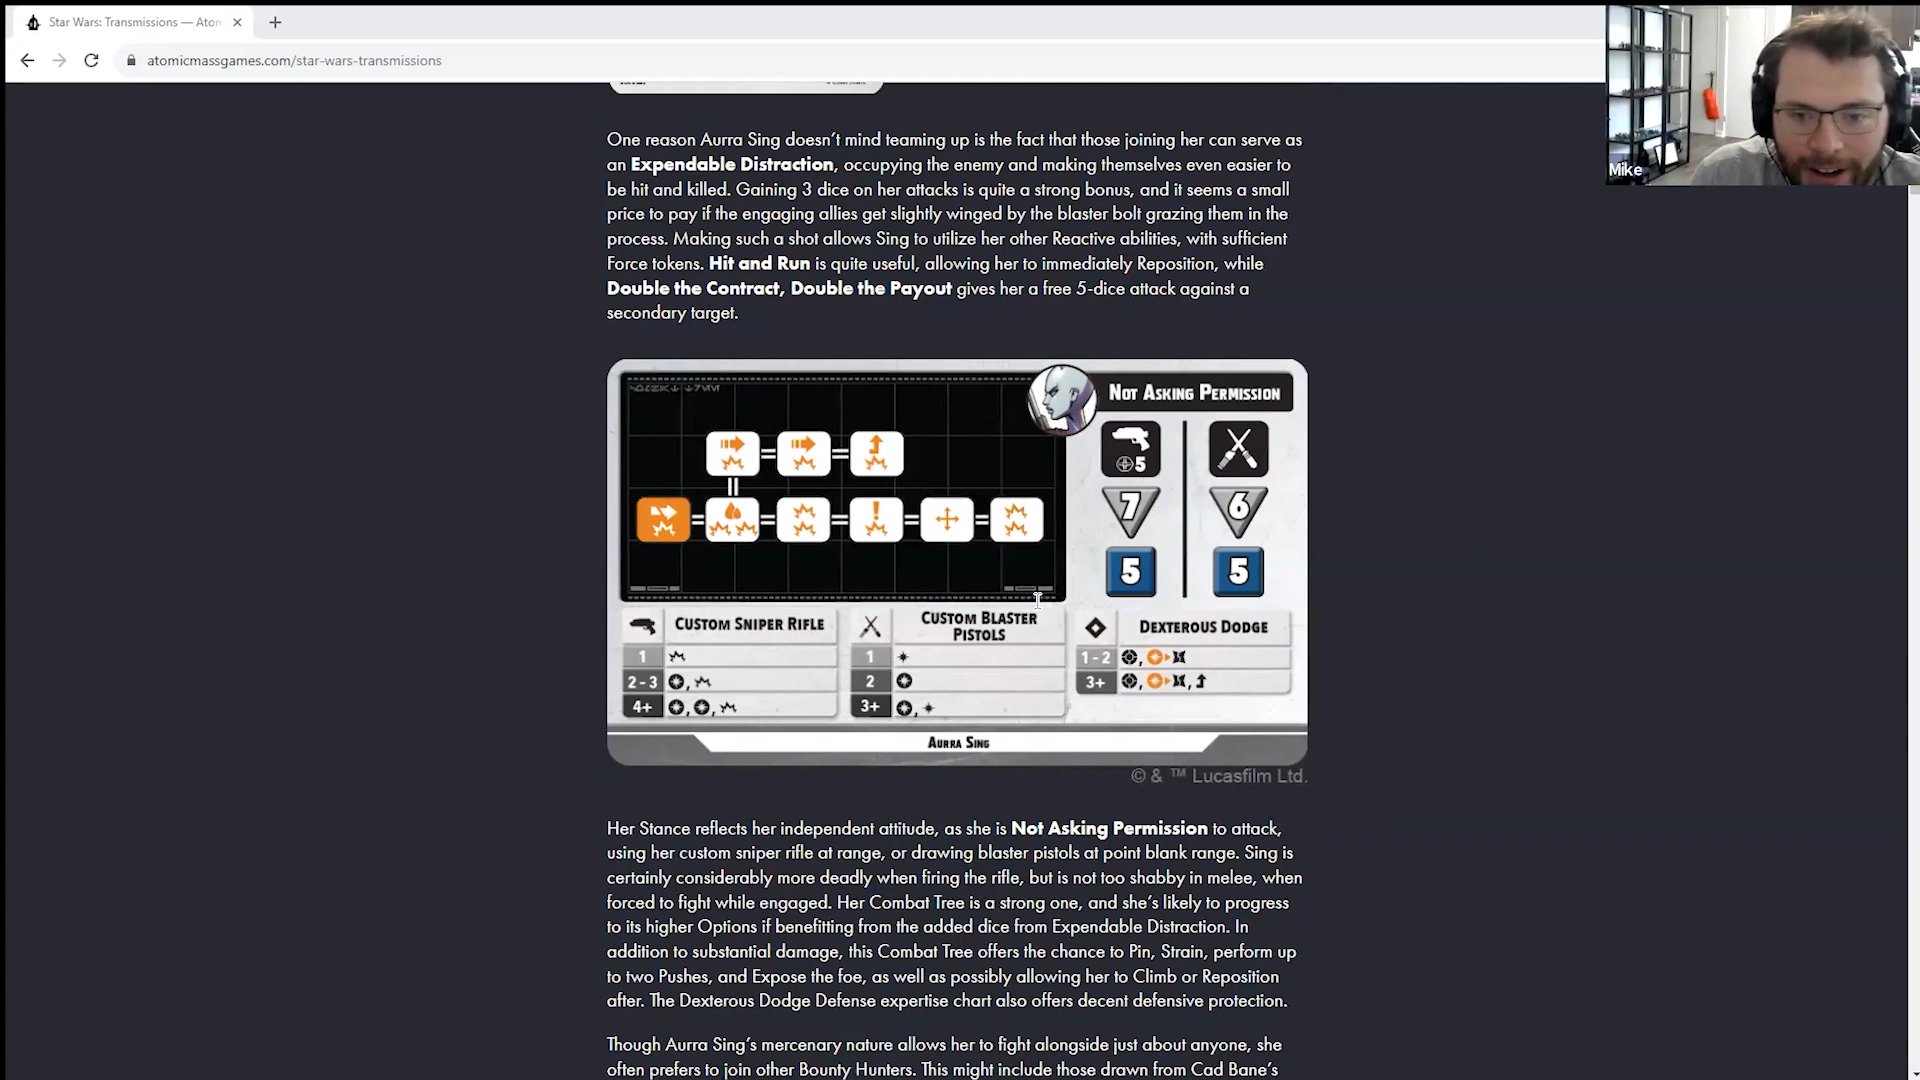 Star Wars: Transmissions — Atom
atomicmassgames.com/star-wars-transmissions
Mike
One reason Aurra Sing doesn't mind teaming up is the fact that those joining her can serve as
an Expendable Distraction, occupying the enemy and making themselves even easier to
be hit and killed. Gaining 3 dice on her attacks is quite a strong bonus, and it seems a small
price to pay if the engaging allies get slightly winged by the blaster bolt grazing them in the
process. Making such a shot allows Sing to utilize her other Reactive abilities, with sufficient
Force tokens. Hit and Run is quite useful, allowing her to immediately Reposition, while
Double the Contract, Double the Payout gives her a free 5-dice attack against a
secondary target.
NOT ASKING PERMISSION
5
7
6
5
5
CUSTOM SNIPER RIFLE
1
2-3
4+
CUSTOM BLASTER
PISTOLS
1
2
3+
DEXTEROUS DODGE
1-2
3+
AURRA SING
© & ™ Lucasfilm Ltd.
Her Stance reflects her independent attitude, as she is Not Asking Permission to attack,
using her custom sniper rifle at range, or drawing blaster pistols at point blank range. Sing is
certainly considerably more deadly when firing the rifle, but is not too shabby in melee, when
forced to fight while engaged. Her Combat Tree is a strong one, and she's likely to progress
to its higher Options if benefitting from the added dice from Expendable Distraction. In
addition to substantial damage, this Combat Tree offers the chance to Pin, Strain, perform up
to two Pushes, and Expose the foe, as well as possibly allowing her to Climb or Reposition
after. The Dexterous Dodge Defense expertise chart also offers decent defensive protection.
Though Aurra Sing's mercenary nature allows her to fight alongside just about anyone, she
often prefers to join other Bounty Hunters. This might include those drawn from Cad Bane's